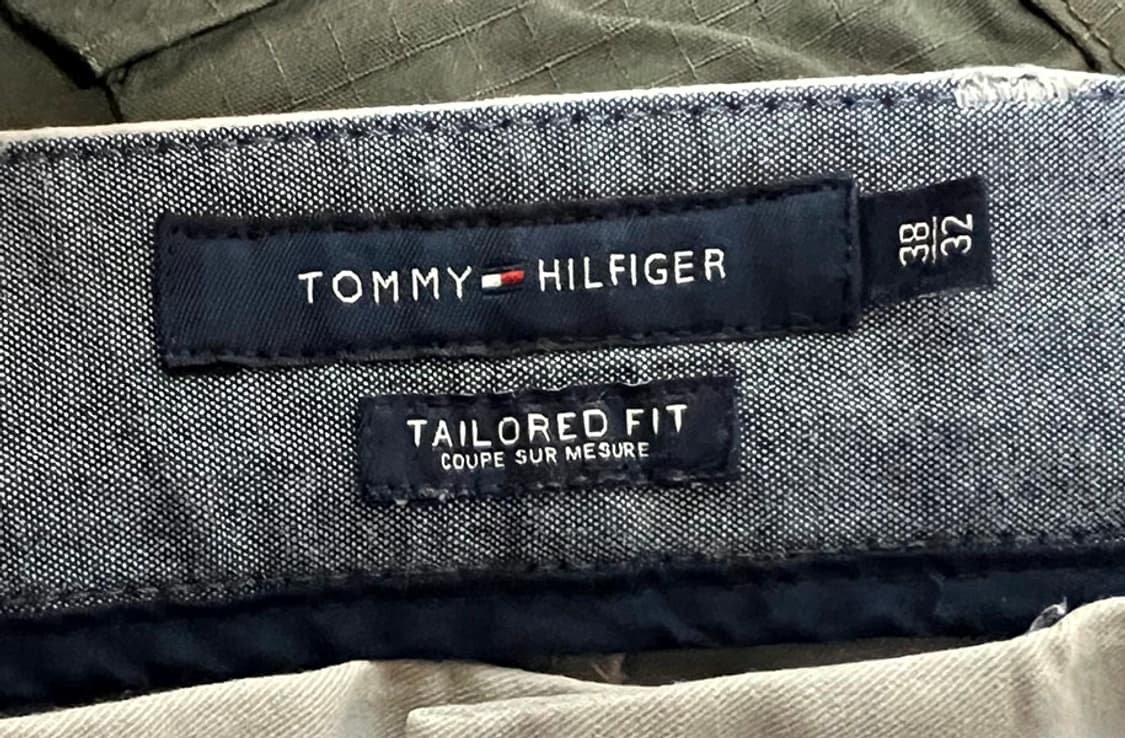 TOMMY HILFIGER
38
32
TAILORED FIT
COUPE SUR MESURE